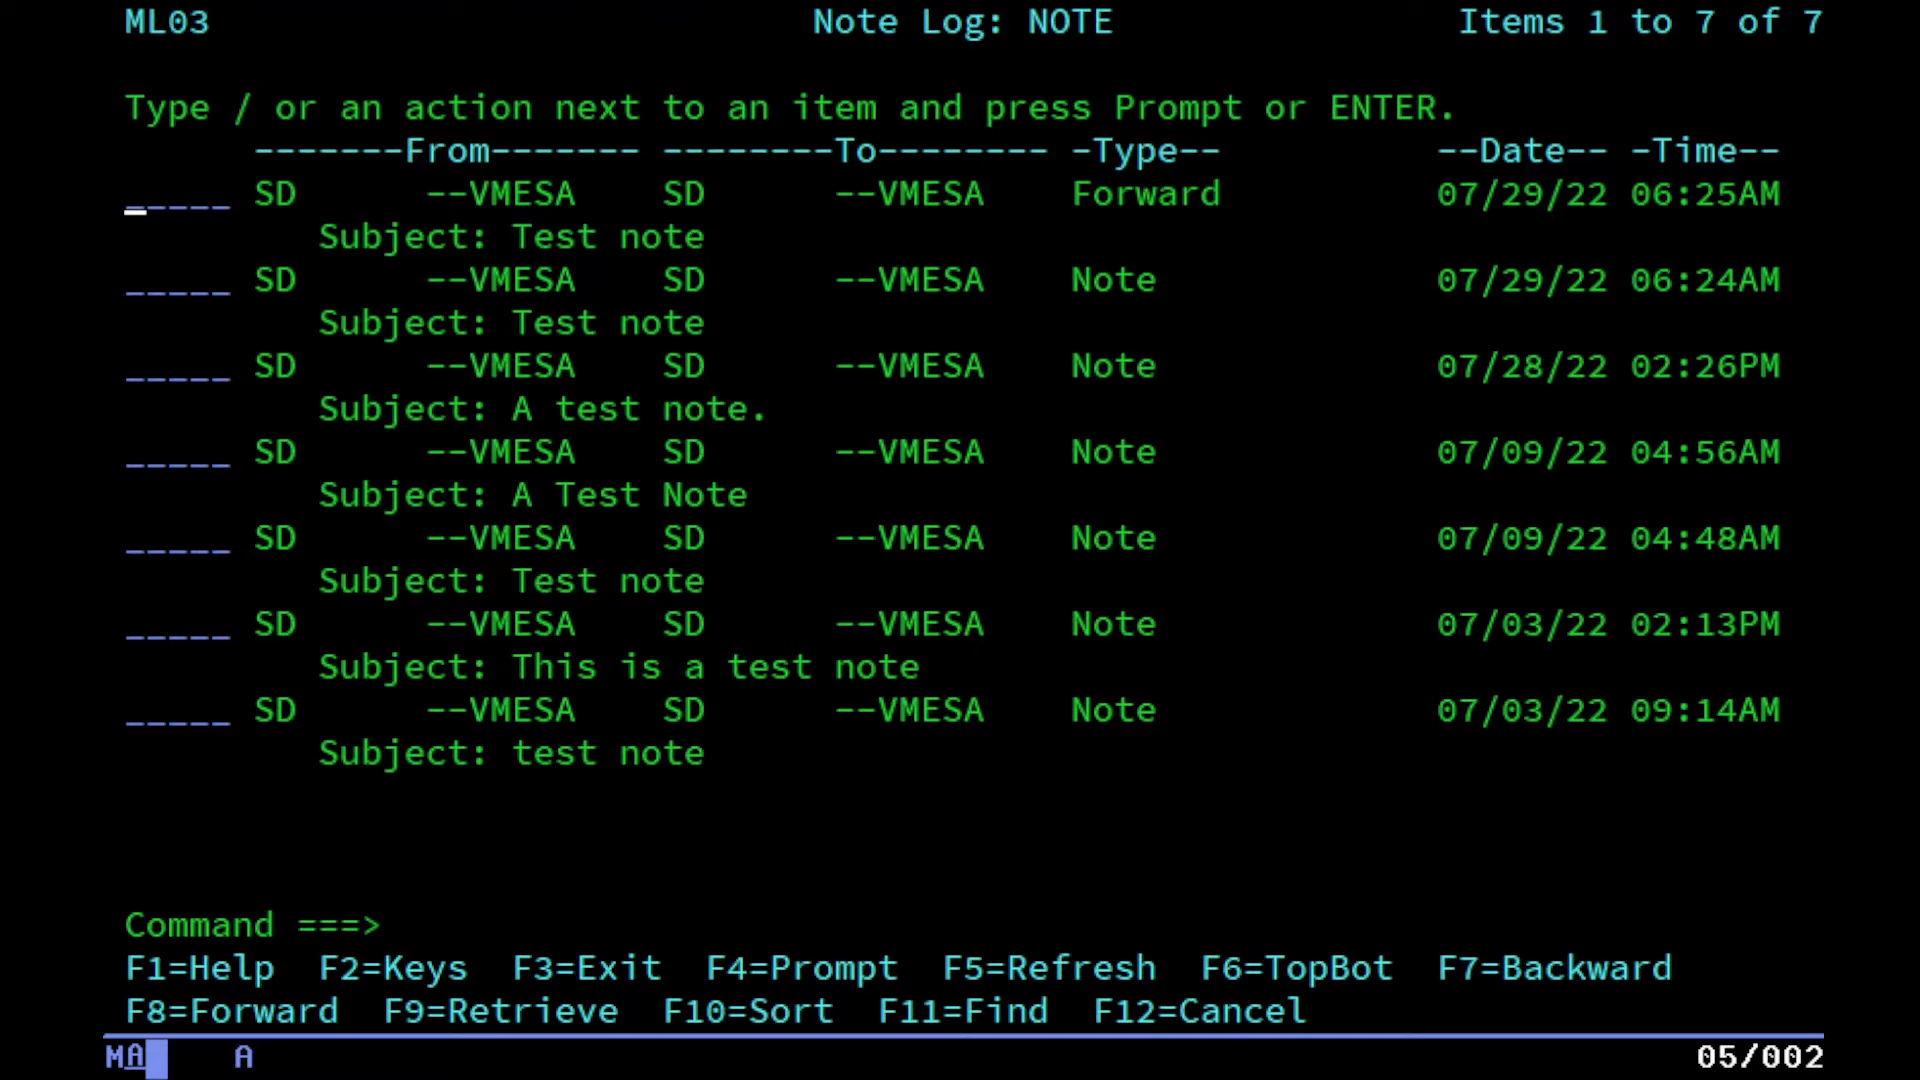 ML03 Note Log: NOTE Items 1 to 7 of 7
Type / or an action next to an item and press Prompt or ENTER.
-------From------- --------To-------- -Type-- --Date-- -Time--
_____ SD --VMESA SD --VMESA Forward 07/29/22 06:25AM
Subject: Test note
_____ SD --VMESA SD --VMESA Note 07/29/22 06:24AM
Subject: Test note
_____ SD --VMESA SD --VMESA Note 07/28/22 02:26PM
Subject: A test note.
_____ SD --VMESA SD --VMESA Note 07/09/22 04:56AM
Subject: A Test Note
_____ SD --VMESA SD --VMESA Note 07/09/22 04:48AM
Subject: Test note
_____ SD --VMESA SD --VMESA Note 07/03/22 02:13PM
Subject: This is a test note
_____ SD --VMESA SD --VMESA Note 07/03/22 09:14AM
Subject: test note
Command ===>
F1=Help F2=Keys F3=Exit F4=Prompt F5=Refresh F6=TopBot F7=Backward
F8=Forward F9=Retrieve F10=Sort F11=Find F12=Cancel
MA A 05/002